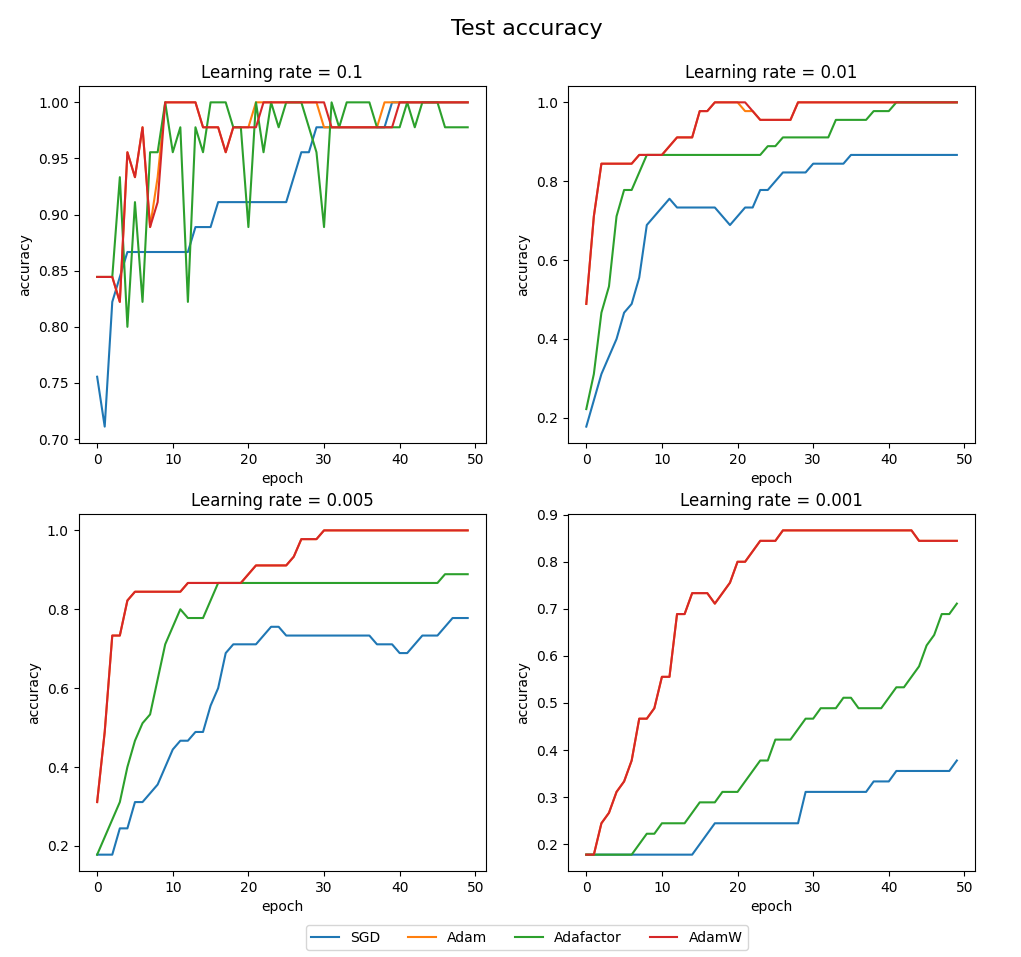 Test accuracy
Learning rate = 0.1
1.00
0.95
0.90
0.85
0.80
0.75
0.70
accuracy
0 10 20 30 40 50
epoch
Learning rate = 0.01
1.0
0.8
0.6
0.4
0.2
accuracy
0 10 20 30 40 50
epoch
Learning rate = 0.005
1.0
0.8
0.6
0.4
0.2
accuracy
0 10 20 30 40 50
epoch
Learning rate = 0.001
0.9
0.8
0.7
0.6
0.5
0.4
0.3
0.2
accuracy
0 10 20 30 40 50
epoch
SGD Adam Adafactor AdamW